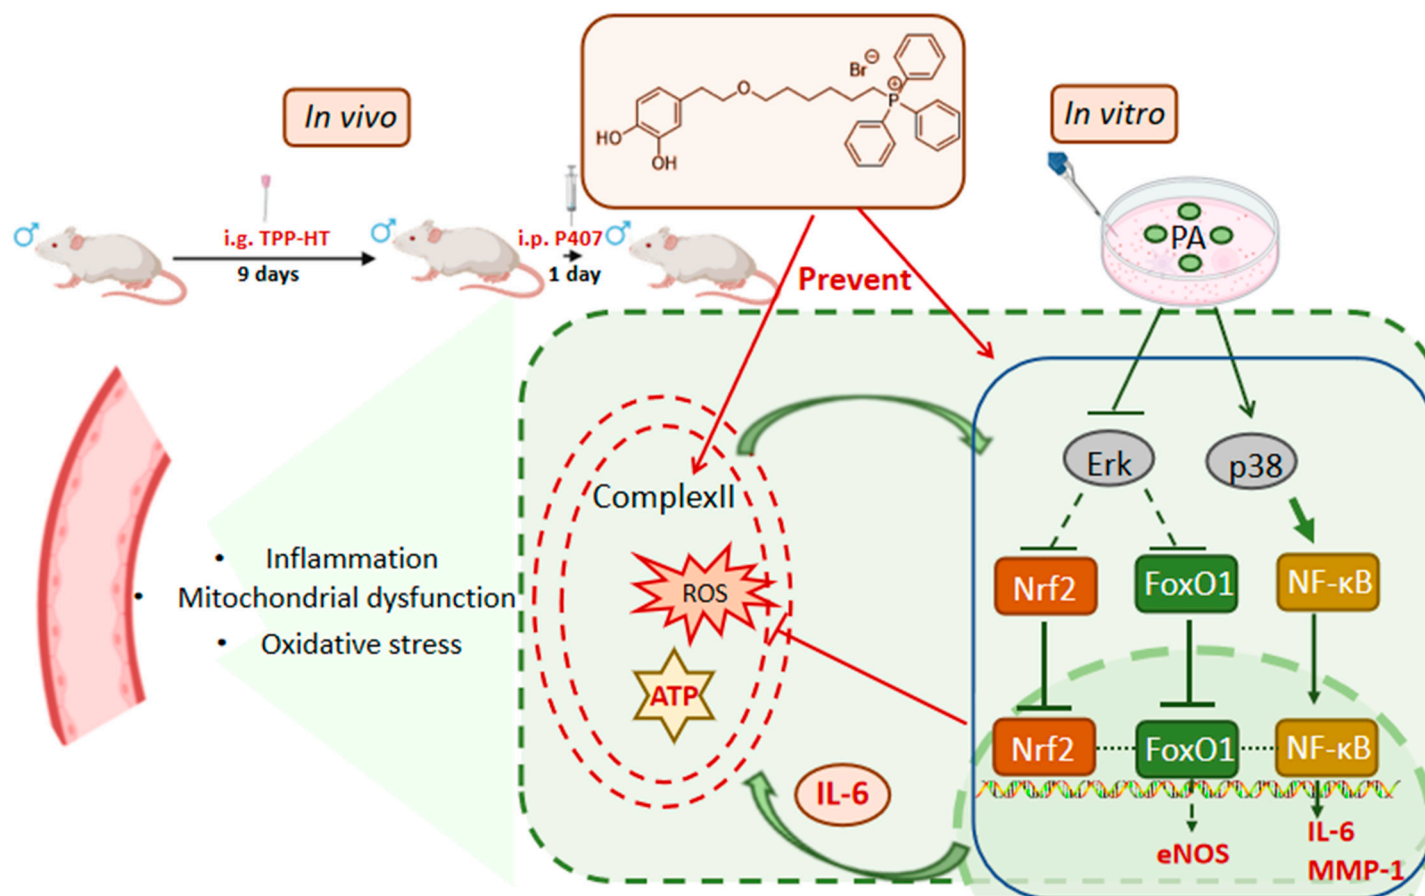 In vivo
Br⊖
O
⊕
P
HO
OH
In vitro
♂
i.g. TPP-HT
9 days
♂
i.p. P407
1 day
♂
PA
Prevent
Erk
p38
ComplexII
• Inflammation
• Mitochondrial dysfunction
• Oxidative stress
ROS
ATP
Nrf2
FoxO1
NF-κB
Nrf2
FoxO1
NF-κB
IL-6
eNOS
IL-6
MMP-1